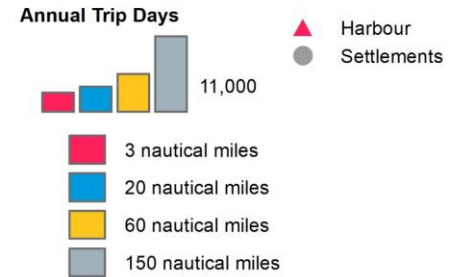 Annual Trip Days
11,000
Harbour
Settlements
3 nautical miles
20 nautical miles
60 nautical miles
150 nautical miles